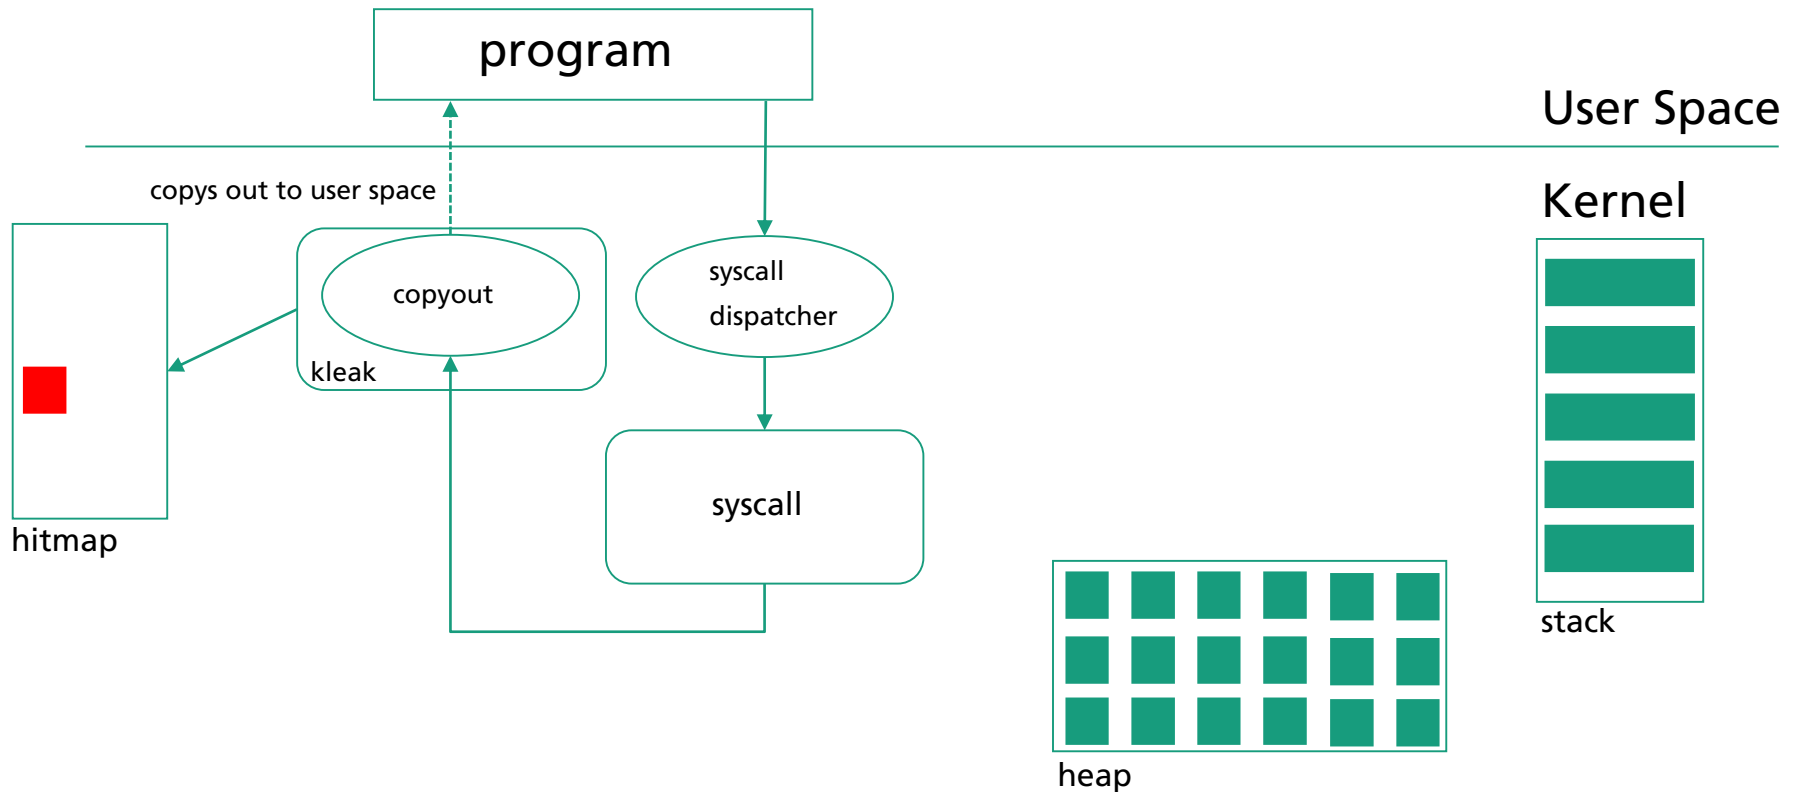 program
User Space
copys out to user space
Kernel
copyout
syscall
dispatcher
kleak
syscall
hitmap
stack
heap